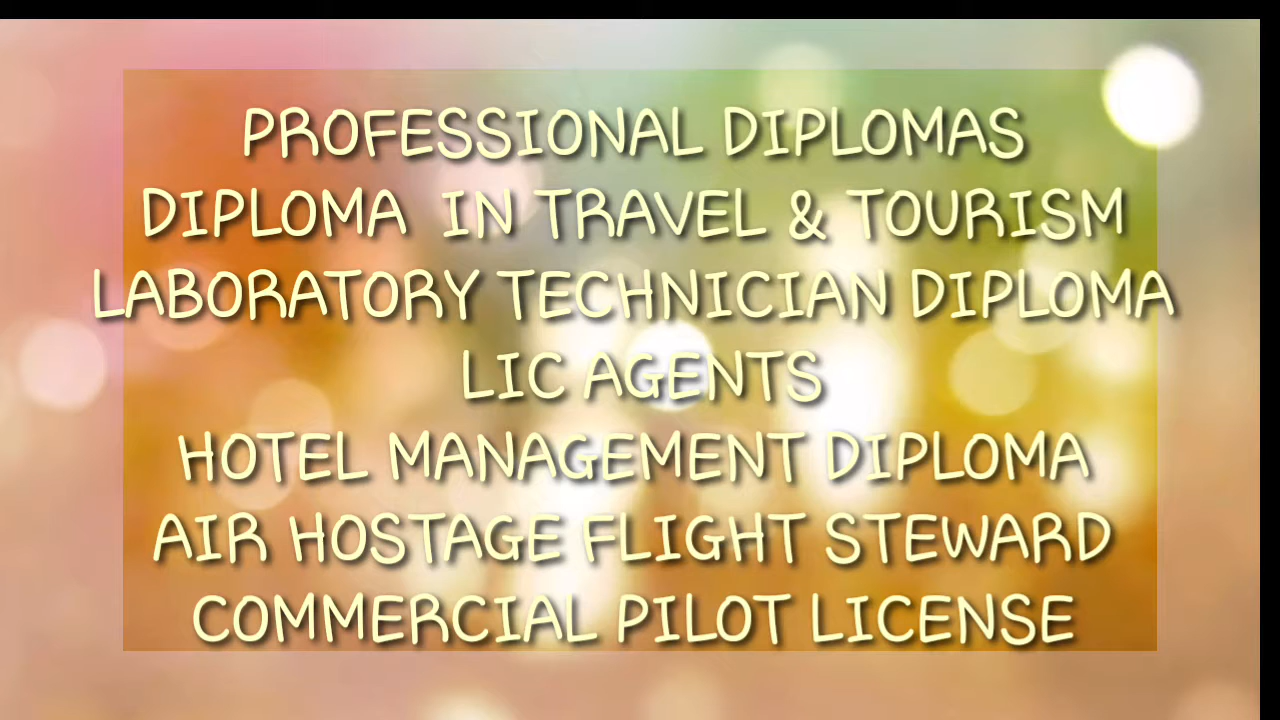 PROFESSIONAL DIPLOMAS
DIPLOMA IN TRAVEL & TOURISM
LABORATORY TECHNICIAN DIPLOMA
LIC AGENTS
HOTEL MANAGEMENT DIPLOMA
AIR HOSTAGE FLIGHT STEWARD
COMMERCIAL PILOT LICENSE